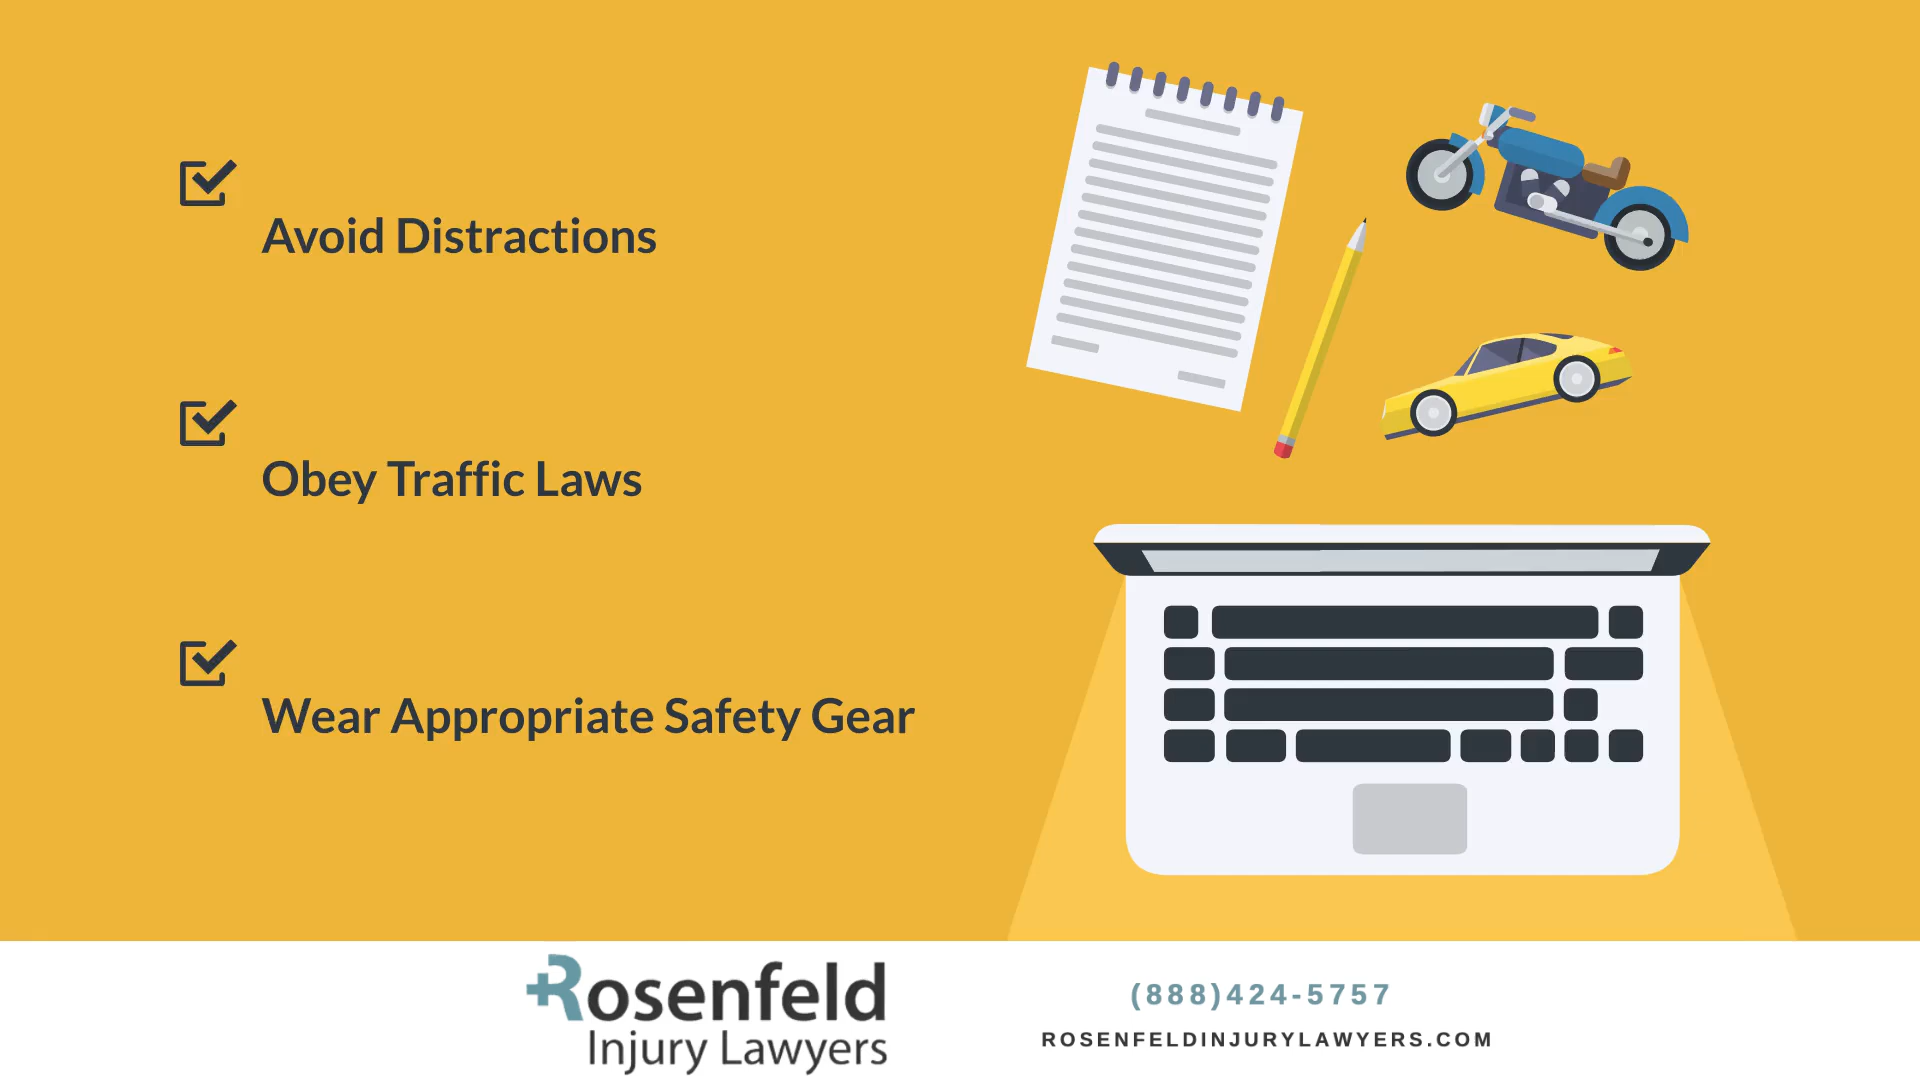 Avoid Distractions
Obey Traffic Laws
Wear Appropriate Safety Gear
Rosenfeld
Injury Lawyers
(888)424-5757
ROSENFELDINJURYLAWYERS.COM